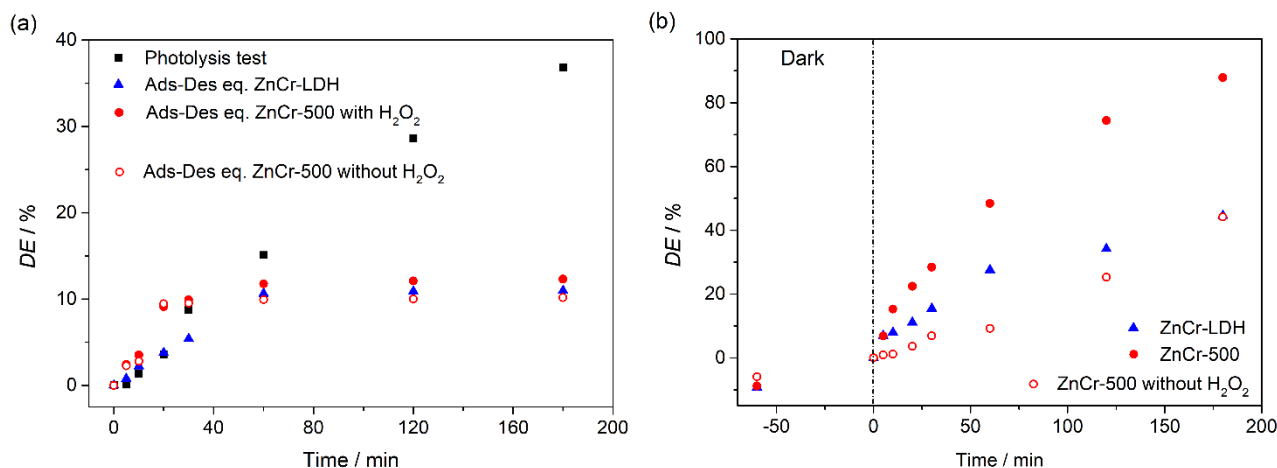 (a)
40
30
20
10
0
DE / %
Photolysis test
Ads-Des eq. ZnCr-LDH
Ads-Des eq. ZnCr-500 with H₂O₂
Ads-Des eq. ZnCr-500 without H₂O₂
0 40 80 120 160 200
Time / min
(b)
100
80
60
40
20
0
DE / %
Dark
ZnCr-LDH
ZnCr-500
ZnCr-500 without H₂O₂
-50 0 50 100 150 200
Time / min